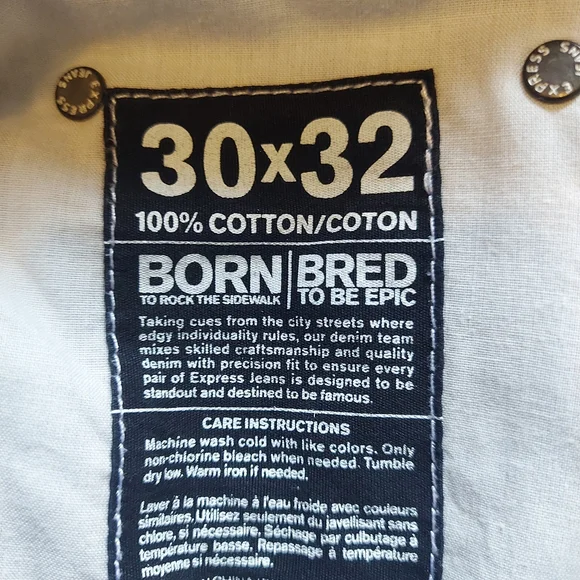 EXPRESS JEANS
EXPRESS
30x32
100% COTTON/COTON
BORN | BRED
TO ROCK THE SIDEWALK TO BE EPIC
Taking cues from the city streets where
edgy individuality rules, our denim team
mixes skilled craftsmanship and quality
denim with precision fit to ensure every
pair of Express Jeans is designed to be
standout and destined to be famous.
CARE INSTRUCTIONS
Machine wash cold with like colors. Only
non-chlorine bleach when needed. Tumble
dry low. Warm iron if needed.
Laver à la machine à l'eau froide avec couleurs
similaires. Utilisez seulement du javellisant sans
chlore, si nécessaire. Séchage par culbutage à
température basse. Repassage à température
moyenne si nécessaire.